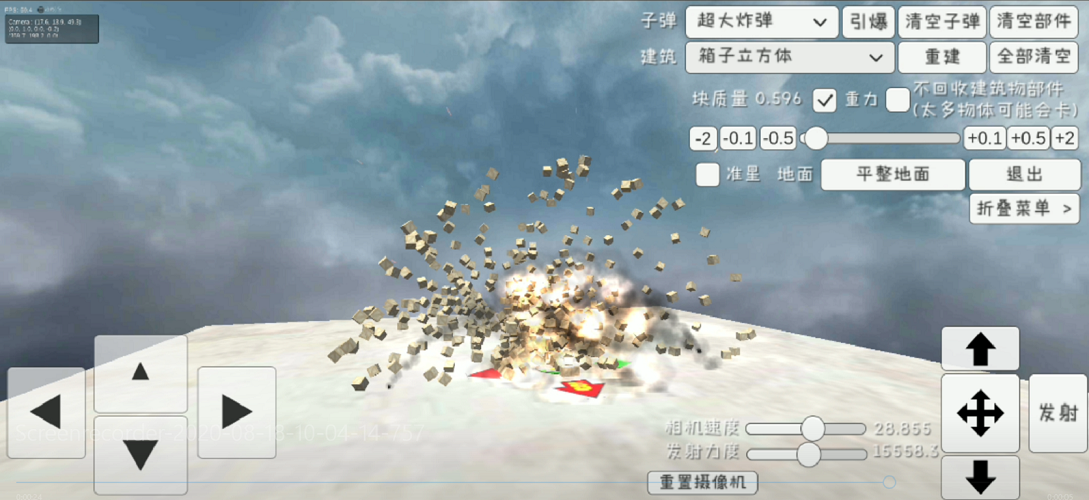 子弹 超大炸弹 引爆 清空子弹 清空部件
建筑 箱子立方体 重建 全部清空
块质量 0.596 重力 不回收建筑物部件
(太多物体可能会卡)
-2 -0.1 -0.5 +0.1 +0.5 +2
准星 地面 平整地面 退出
折叠菜单 >
发射
相机速度 28.855
发射力度 15558.3
重置摄像机